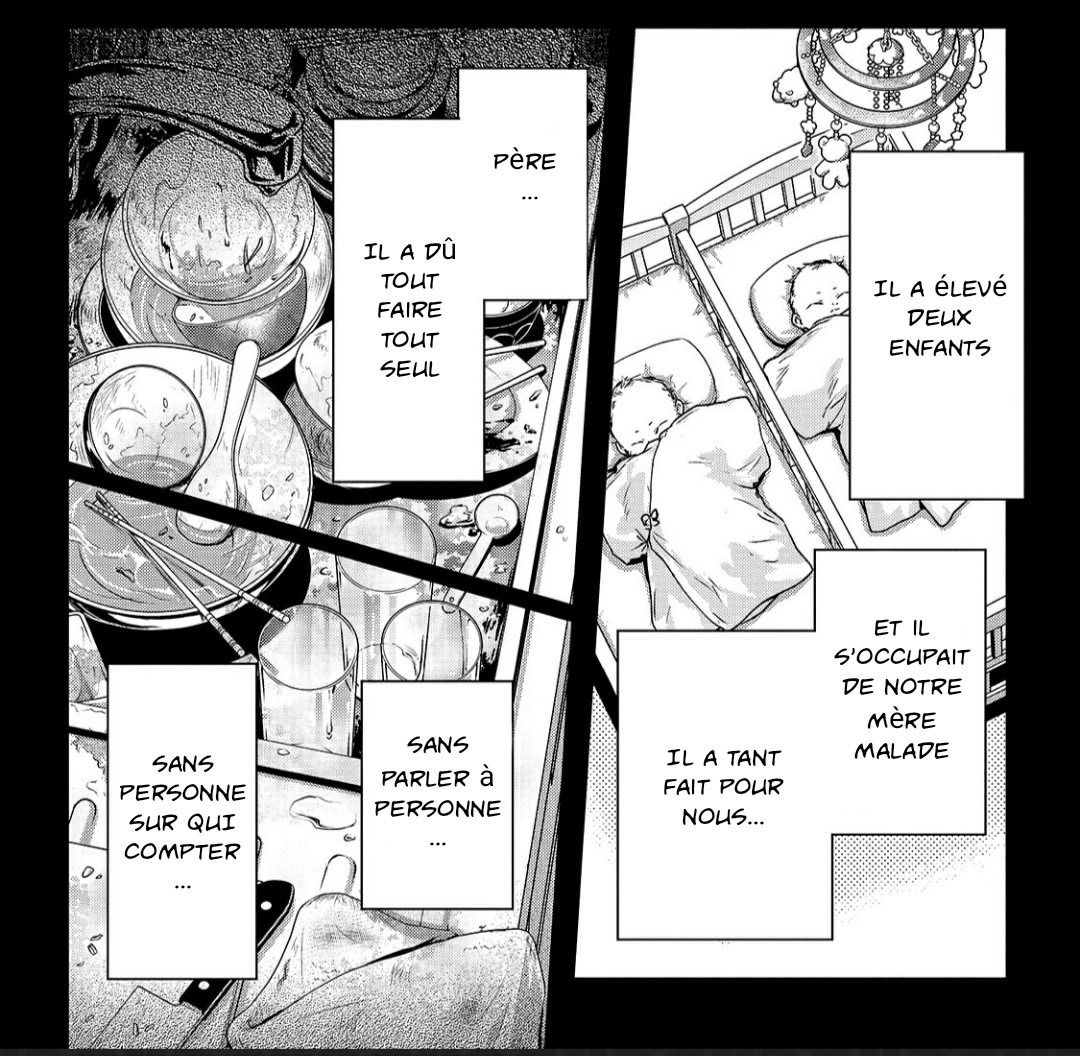 IL A ÉLEVÉ
DEUX
ENFANTS
ET IL
S'OCCUPAIT
DE NOTRE
MÈRE
MALADE
IL A TANT
FAIT POUR
NOUS...
PÈRE
...
IL A DÛ
TOUT
FAIRE
TOUT
SEUL
SANS
PARLER À
PERSONNE
...
SANS
PERSONNE
SUR QUI
COMPTER
...